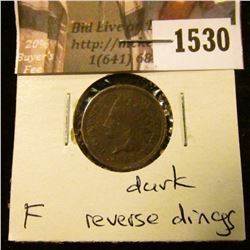 20%
Buyer's
Fee
Bid Live on
http://
1(641)
1530
dark
F reverse dings